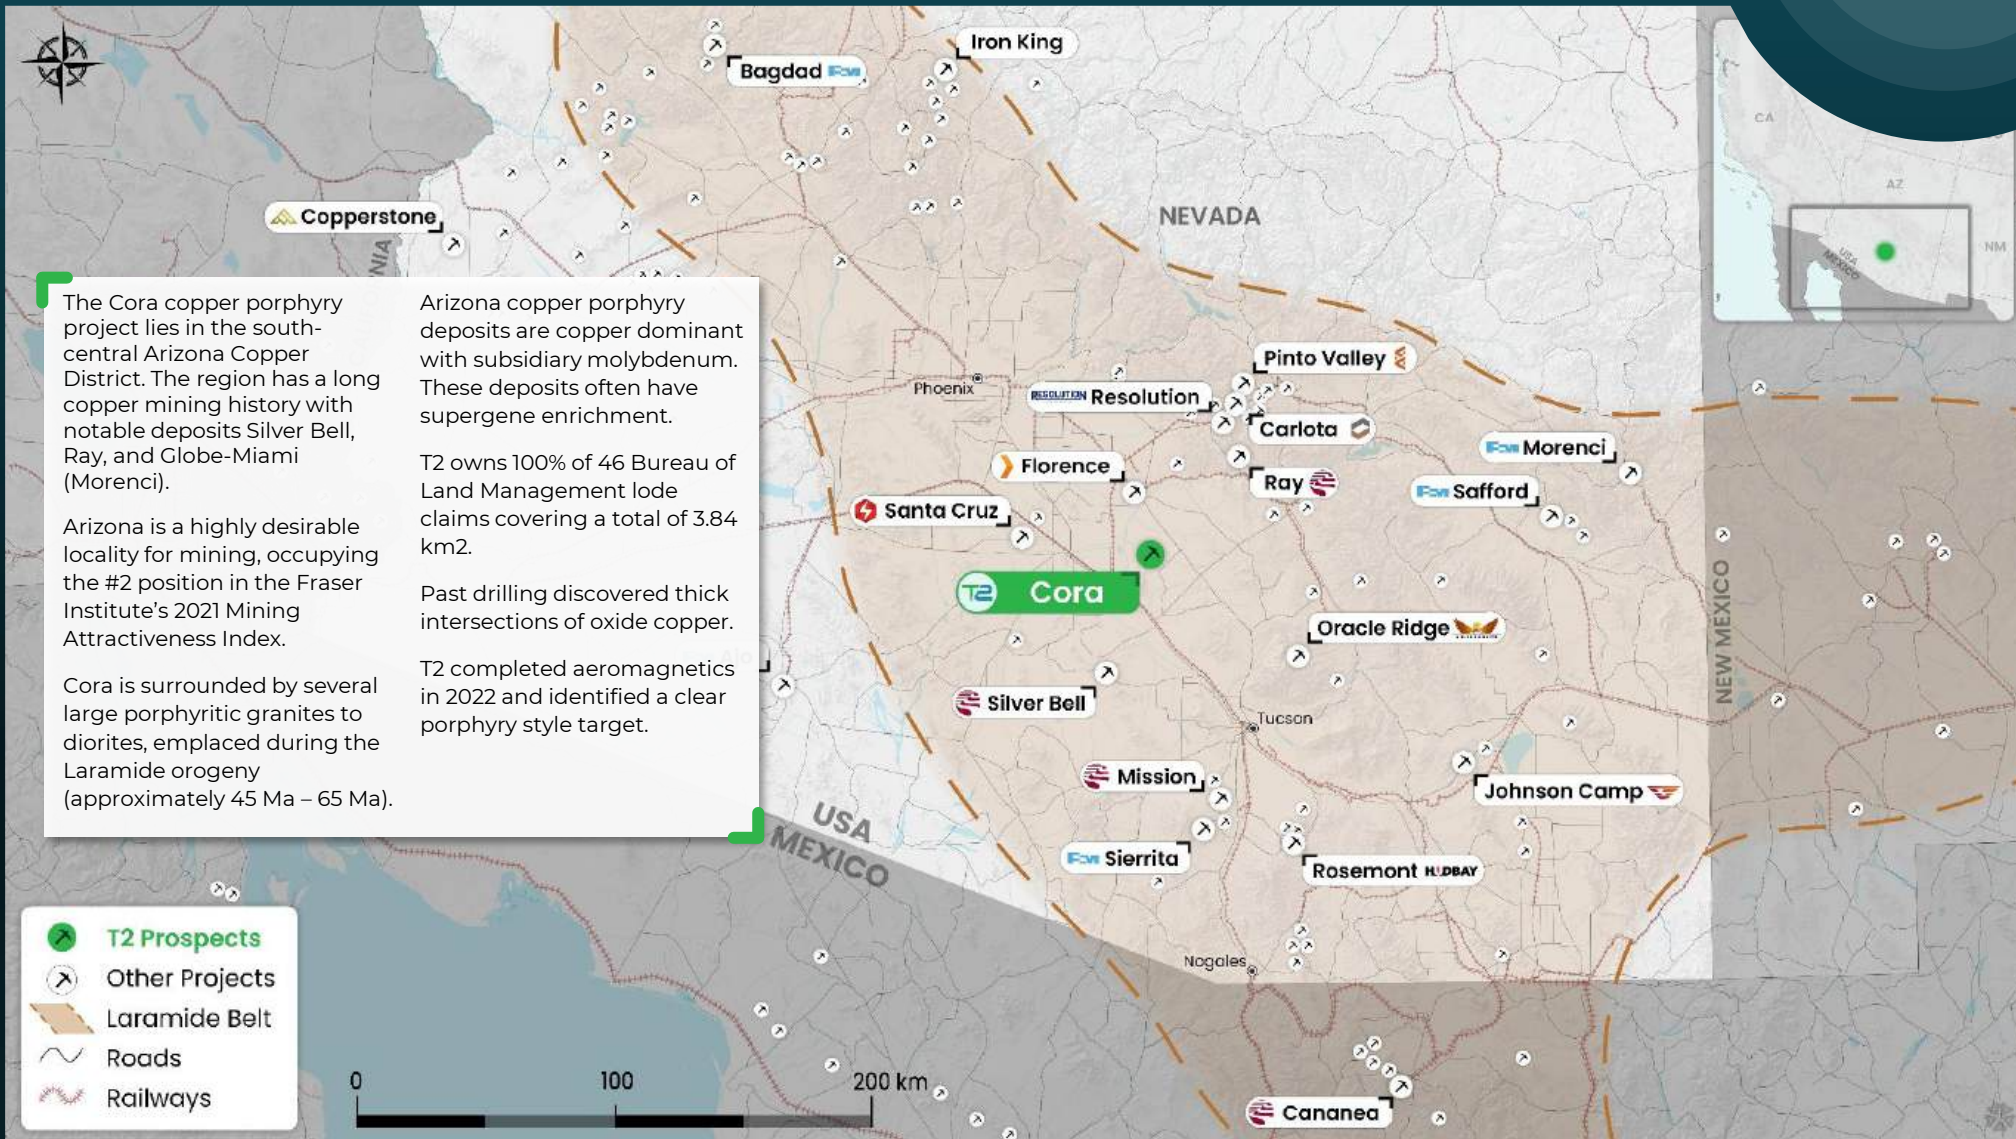 Iron King
Bagdad
CA
AZ
NM
USA
MEXICO
Copperstone
NEVADA
The Cora copper porphyry
project lies in the south-
central Arizona Copper
District. The region has a long
copper mining history with
notable deposits Silver Bell,
Ray, and Globe-Miami
(Morenci).
Arizona is a highly desirable
locality for mining, occupying
the #2 position in the Fraser
Institute’s 2021 Mining
Attractiveness Index.
Cora is surrounded by several
large porphyritic granites to
diorites, emplaced during the
Laramide orogeny
(approximately 45 Ma – 65 Ma).
Arizona copper porphyry
deposits are copper dominant
with subsidiary molybdenum.
These deposits often have
supergene enrichment.
T2 owns 100% of 46 Bureau of
Land Management lode
claims covering a total of 3.84
km2.
Past drilling discovered thick
intersections of oxide copper.
T2 completed aeromagnetics
in 2022 and identified a clear
porphyry style target.
Pinto Valley
Phoenix
RESOLUTION Resolution
Carlota
Morenci
Florence
Ray
Safford
Santa Cruz
T2 Cora
NEW MEXICO
Oracle Ridge
Silver Bell
Tucson
Mission
Johnson Camp
USA
MEXICO
Sierrita
Rosemont HUDBAY
Nogales
Cananea
T2 Prospects
Other Projects
Laramide Belt
Roads
Railways
0 100 200 km